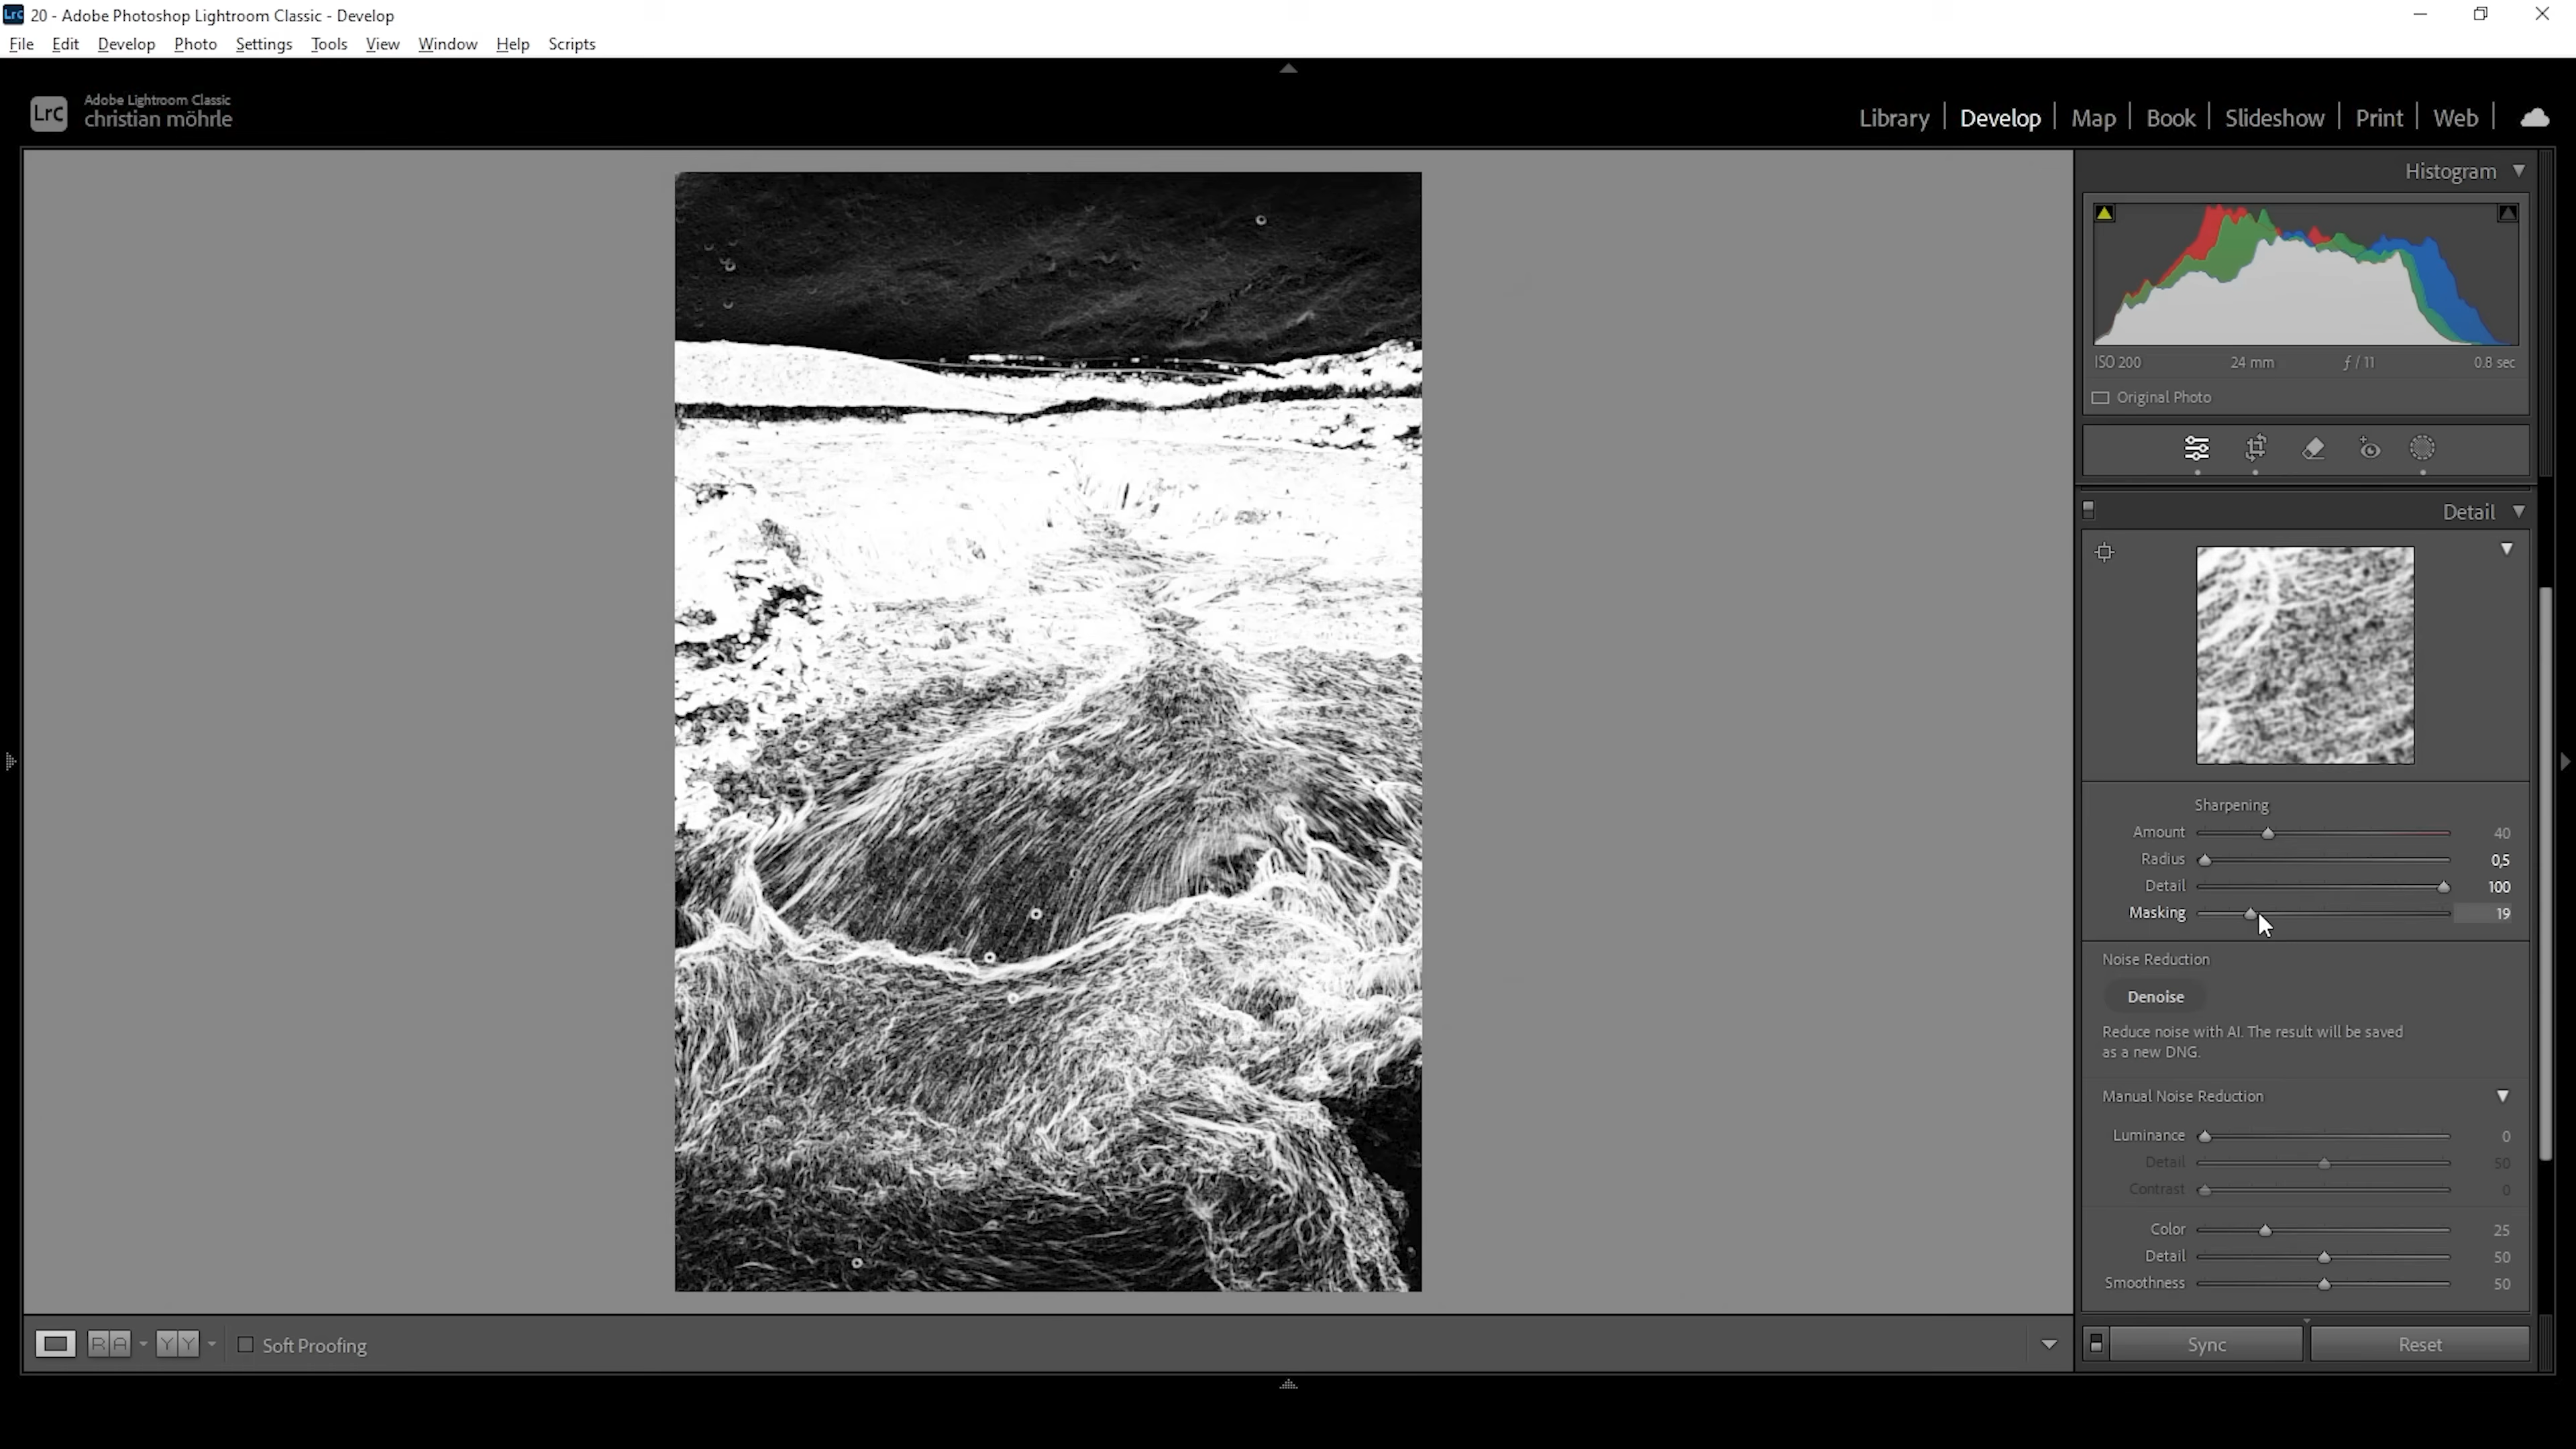 Lrc 20 - Adobe Photoshop Lightroom Classic - Develop
File Edit Develop Photo Settings Tools View Window Help Scripts
Lrc
Adobe Lightroom Classic
christian möhrle
Library | Develop | Map | Book | Slideshow | Print | Web |
Histogram
ISO 200 24 mm ƒ / 11 0.8 sec
Original Photo
Detail
Sharpening
Amount 40
Radius 0,5
Detail 100
Masking 19
Noise Reduction
Denoise
Reduce noise with AI. The result will be saved
as a new DNG.
Manual Noise Reduction
Luminance 0
Detail 50
Contrast 0
Color 25
Detail 50
Smoothness 50
R A Y Y Soft Proofing
Sync Reset